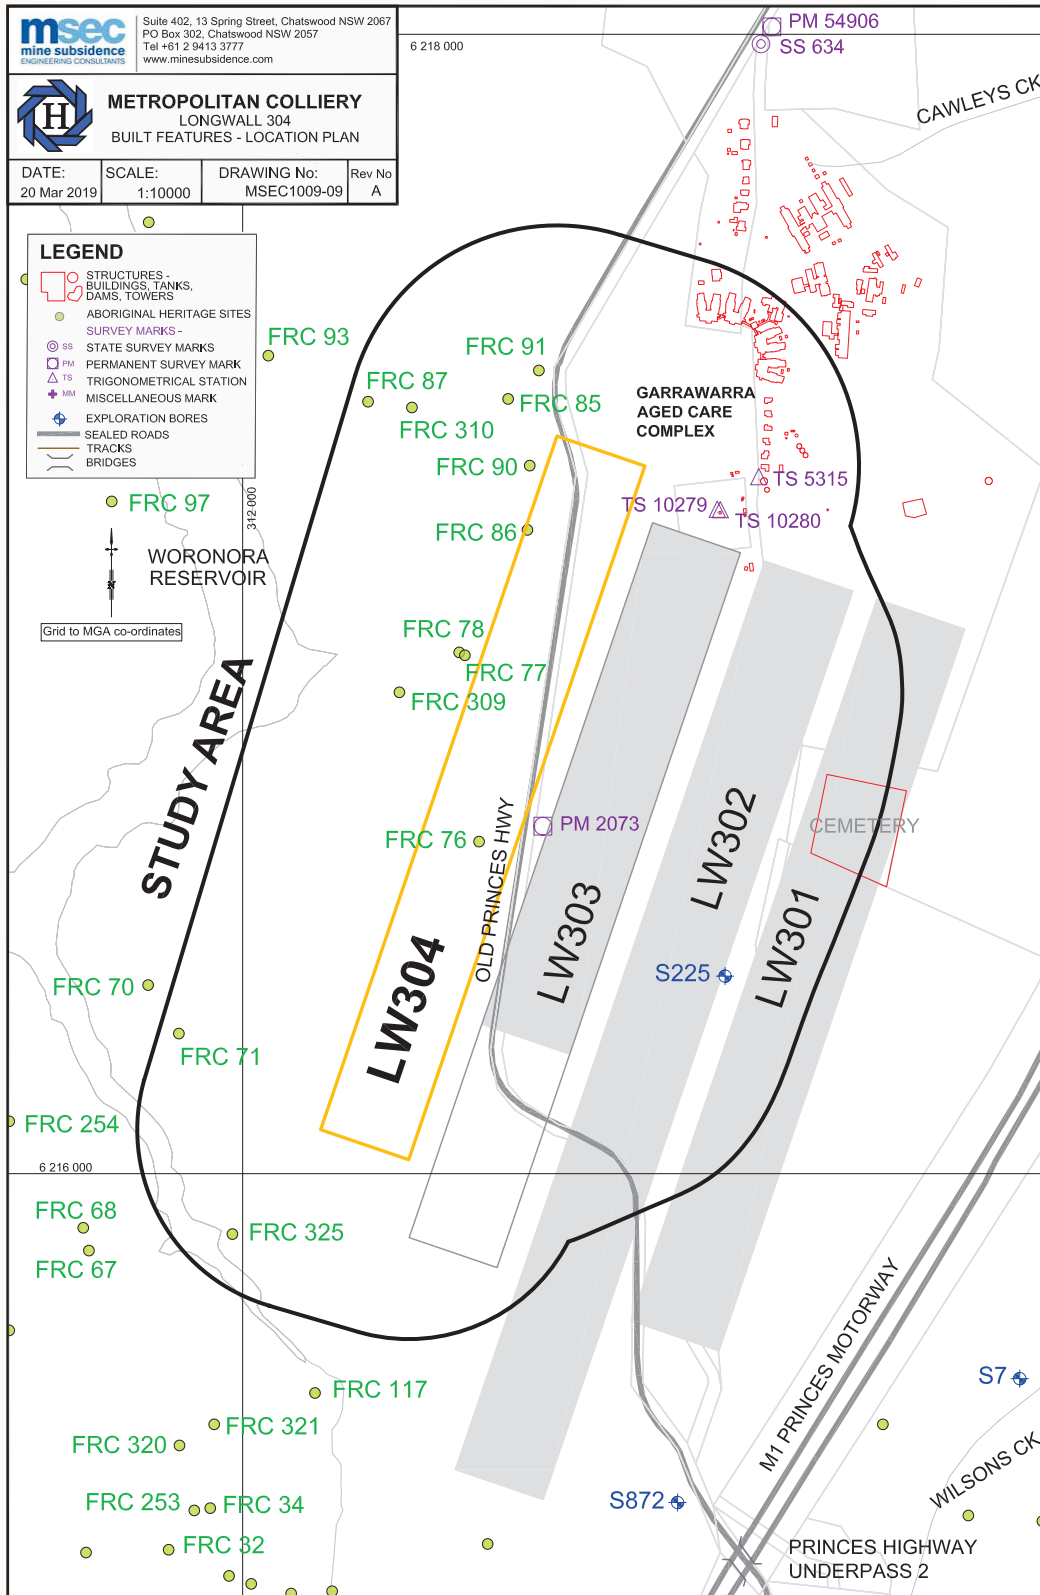 msec
mine subsidence
ENGINEERING CONSULTANTS
Suite 402, 13 Spring Street, Chatswood NSW 2067
PO Box 302, Chatswood NSW 2057
Tel +61 2 9413 3777
www.minesubsidence.com
H
METROPOLITAN COLLIERY
LONGWALL 304
BUILT FEATURES - LOCATION PLAN
DATE:
20 Mar 2019
SCALE:
1:10000
DRAWING No:
MSEC1009-09
Rev No
A
6 218 000
PM 54906
SS 634
CAWLEYS CK
LEGEND
STRUCTURES -
BUILDINGS, TANKS,
DAMS, TOWERS
ABORIGINAL HERITAGE SITES
SURVEY MARKS -
SS STATE SURVEY MARKS
PM PERMANENT SURVEY MARK
TS TRIGONOMETRICAL STATION
MM MISCELLANEOUS MARK
EXPLORATION BORES
SEALED ROADS
TRACKS
BRIDGES
FRC 93
FRC 91
FRC 87
FRC 85
FRC 310
GARRAWARRA
AGED CARE
COMPLEX
FRC 90
TS 5315
FRC 97
312 000
TS 10279
TS 10280
FRC 86
WORONORA
RESERVOIR
N
Grid to MGA co-ordinates
FRC 78
FRC 77
FRC 309
STUDY AREA
PM 2073
CEMETERY
FRC 76
OLD PRINCES HWY
LW302
LW303
LW301
LW304
S225
FRC 70
FRC 71
FRC 254
6 216 000
FRC 68
FRC 325
FRC 67
M1 PRINCES MOTORWAY
S7
FRC 117
FRC 321
FRC 320
WILSONS CK
FRC 253
FRC 34
S872
FRC 32
PRINCES HIGHWAY
UNDERPASS 2